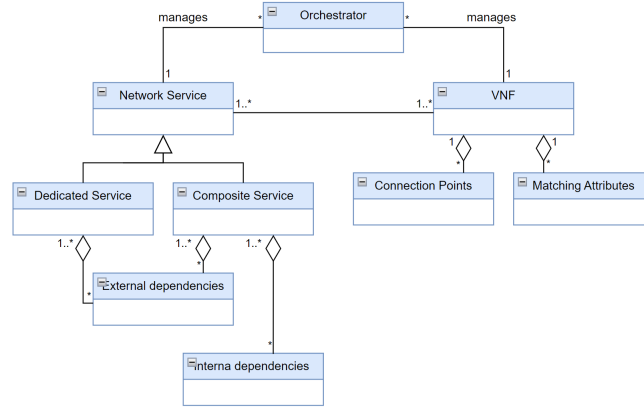 Orchestrator
manages
*
*
manages
1
1
Network Service
VNF
1..*
1..*
1
1
*
*
Connection Points
Matching Attributes
Dedicated Service
Composite Service
1..*
1..*
1..*
*
External dependencies
*
*
Interna dependencies